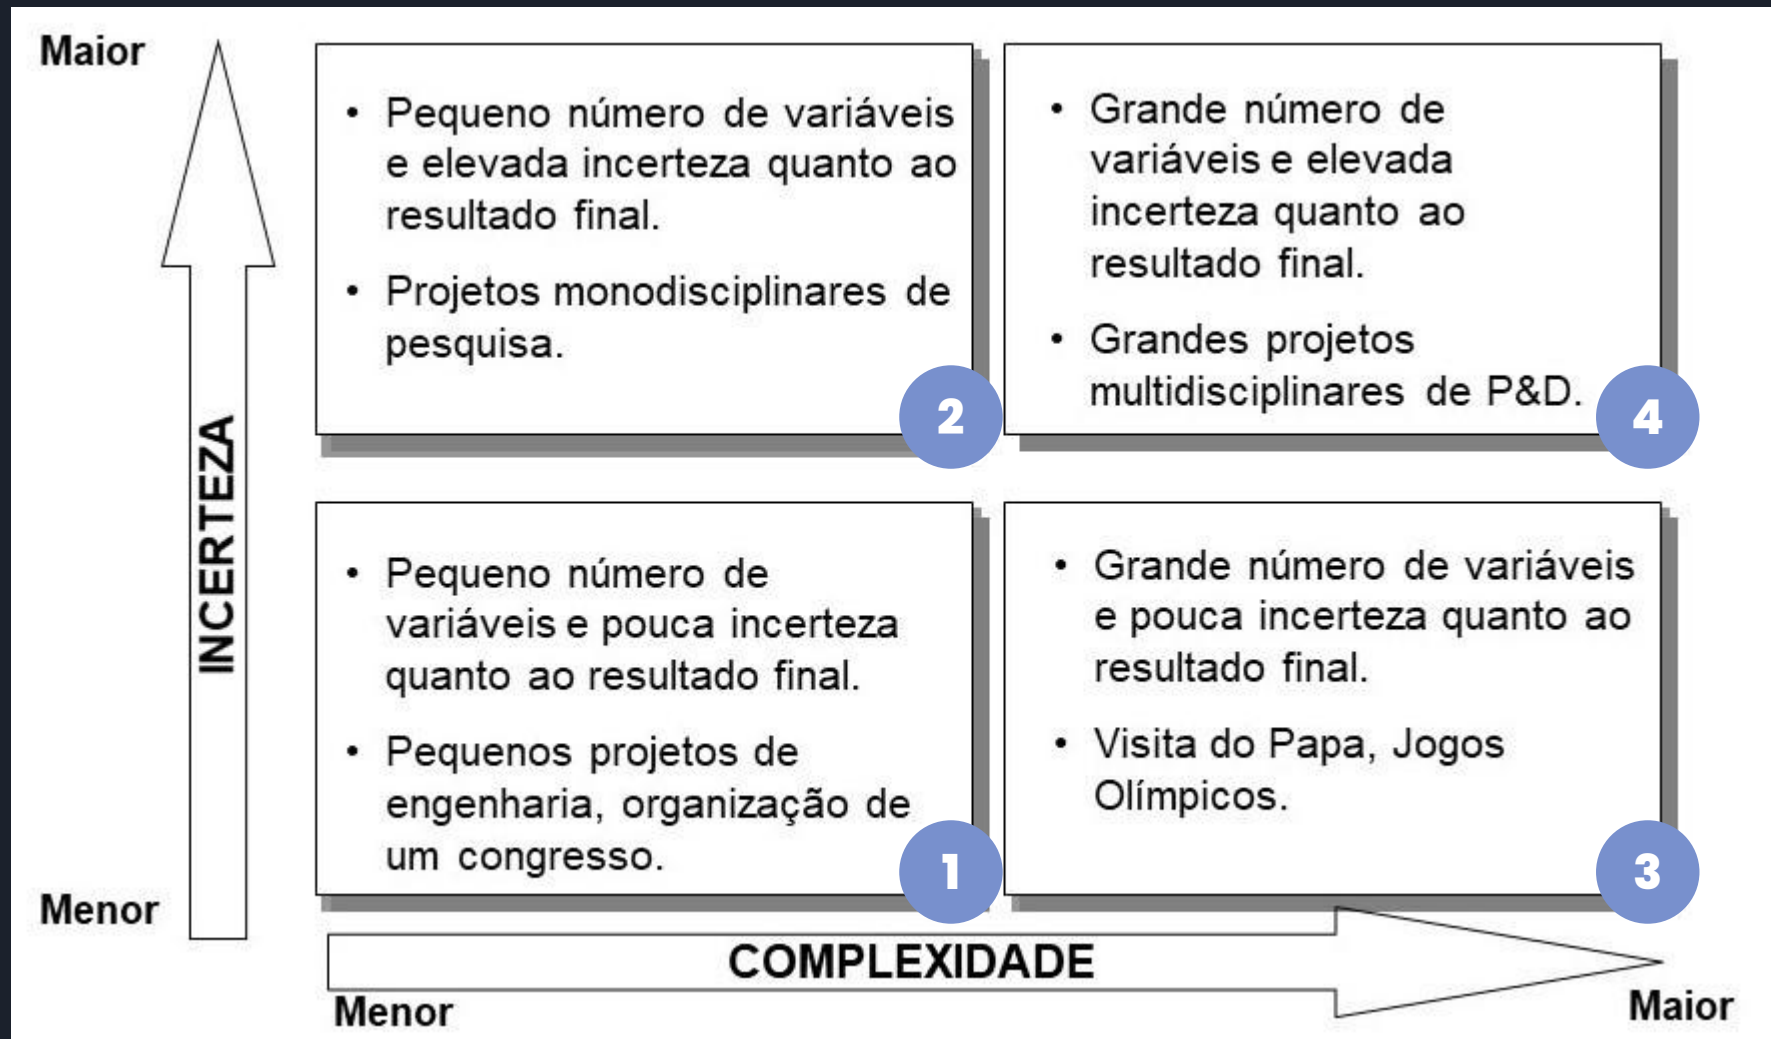 Maior
• Pequeno número de variáveis
e elevada incerteza quanto ao
resultado final.
• Projetos monodisciplinares de
pesquisa.
2
• Grande número de
variáveis e elevada
incerteza quanto ao
resultado final.
• Grandes projetos
multidisciplinares de P&D.
4
INCERTEZA
• Pequeno número de
variáveis e pouca incerteza
quanto ao resultado final.
• Pequenos projetos de
engenharia, organização de
um congresso.
1
• Grande número de variáveis
e pouca incerteza quanto ao
resultado final.
• Visita do Papa, Jogos
Olímpicos.
3
Menor
COMPLEXIDADE
Menor
Maior